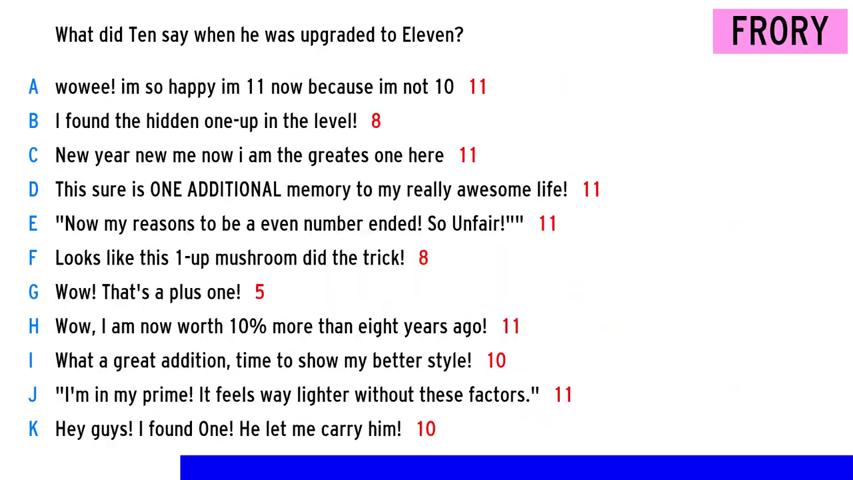 What did Ten say when he was upgraded to Eleven?
FRORY
A wowee! im so happy im 11 now because im not 10 11
B I found the hidden one-up in the level! 8
C New year new me now i am the greates one here 11
D This sure is ONE ADDITIONAL memory to my really awesome life! 11
E "Now my reasons to be a even number ended! So Unfair!"" 11
F Looks like this 1-up mushroom did the trick! 8
G Wow! That's a plus one! 5
H Wow, I am now worth 10% more than eight years ago! 11
I What a great addition, time to show my better style! 10
J "I'm in my prime! It feels way lighter without these factors." 11
K Hey guys! I found One! He let me carry him! 10